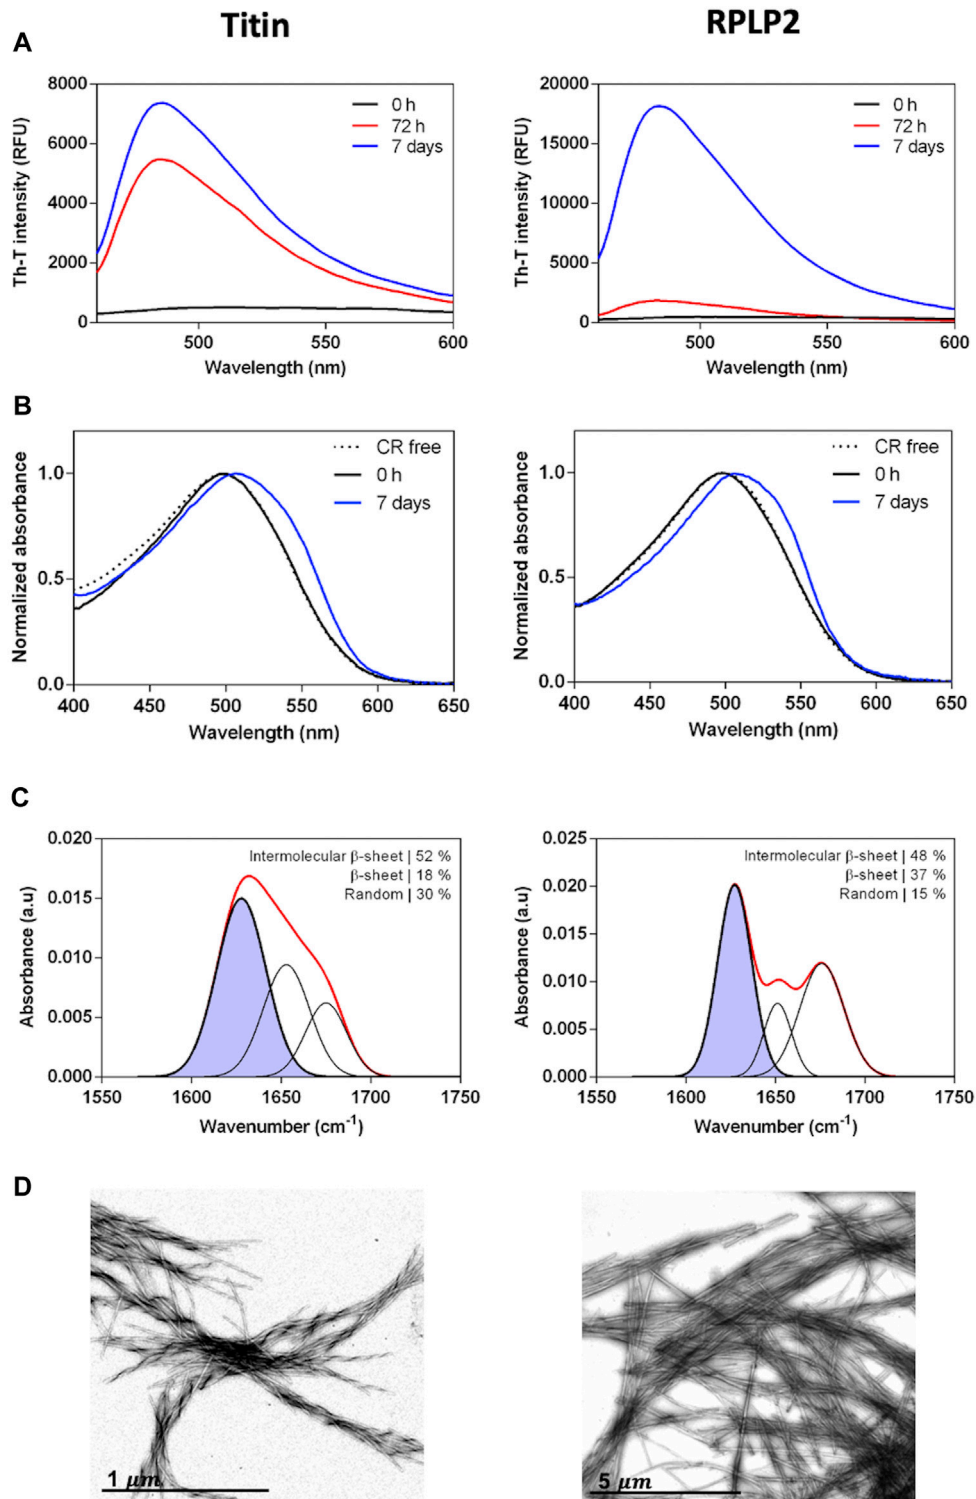 Titin
RPLP2
A
8000
6000
4000
2000
0
Th-T intensity (RFU)
0 h
72 h
7 days
500
550
600
Wavelength (nm)
20000
15000
10000
5000
0
Th-T intensity (RFU)
0 h
72 h
7 days
500
550
600
Wavelength (nm)
B
1.0
0.5
0.0
Normalized absorbance
CR free
0 h
7 days
400
450
500
550
600
650
Wavelength (nm)
1.0
0.5
0.0
Normalized absorbance
CR free
0 h
7 days
400
450
500
550
600
650
Wavelength (nm)
C
0.020
0.015
0.010
0.005
0.000
Absorbance (a.u)
Intermolecular β-sheet | 52 %
β-sheet | 18 %
Random | 30 %
1550
1600
1650
1700
1750
Wavenumber (cm⁻¹)
0.025
0.020
0.015
0.010
0.005
0.000
Absorbance (a.u)
Intermolecular β-sheet | 48 %
β-sheet | 37 %
Random | 15 %
1550
1600
1650
1700
1750
Wavenumber (cm⁻¹)
D
1 μm
5 μm